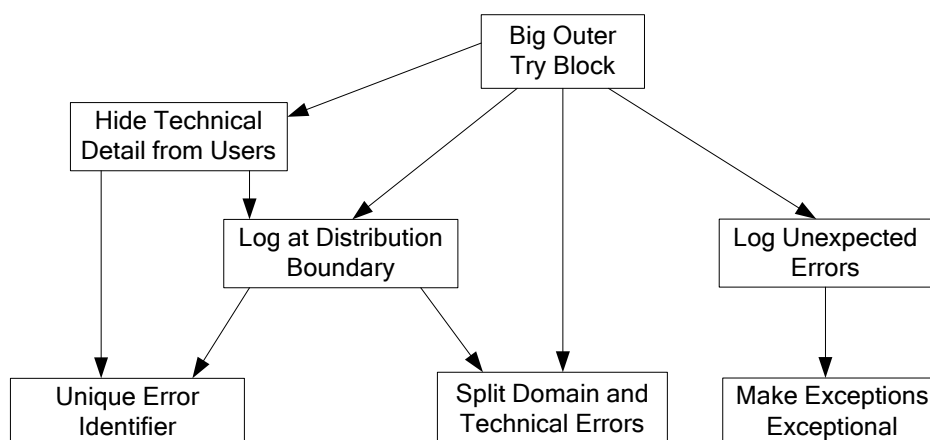 Big Outer
Try Block
Hide Technical
Detail from Users
Log at Distribution
Boundary
Log Unexpected
Errors
Unique Error
Identifier
Split Domain and
Technical Errors
Make Exceptions
Exceptional